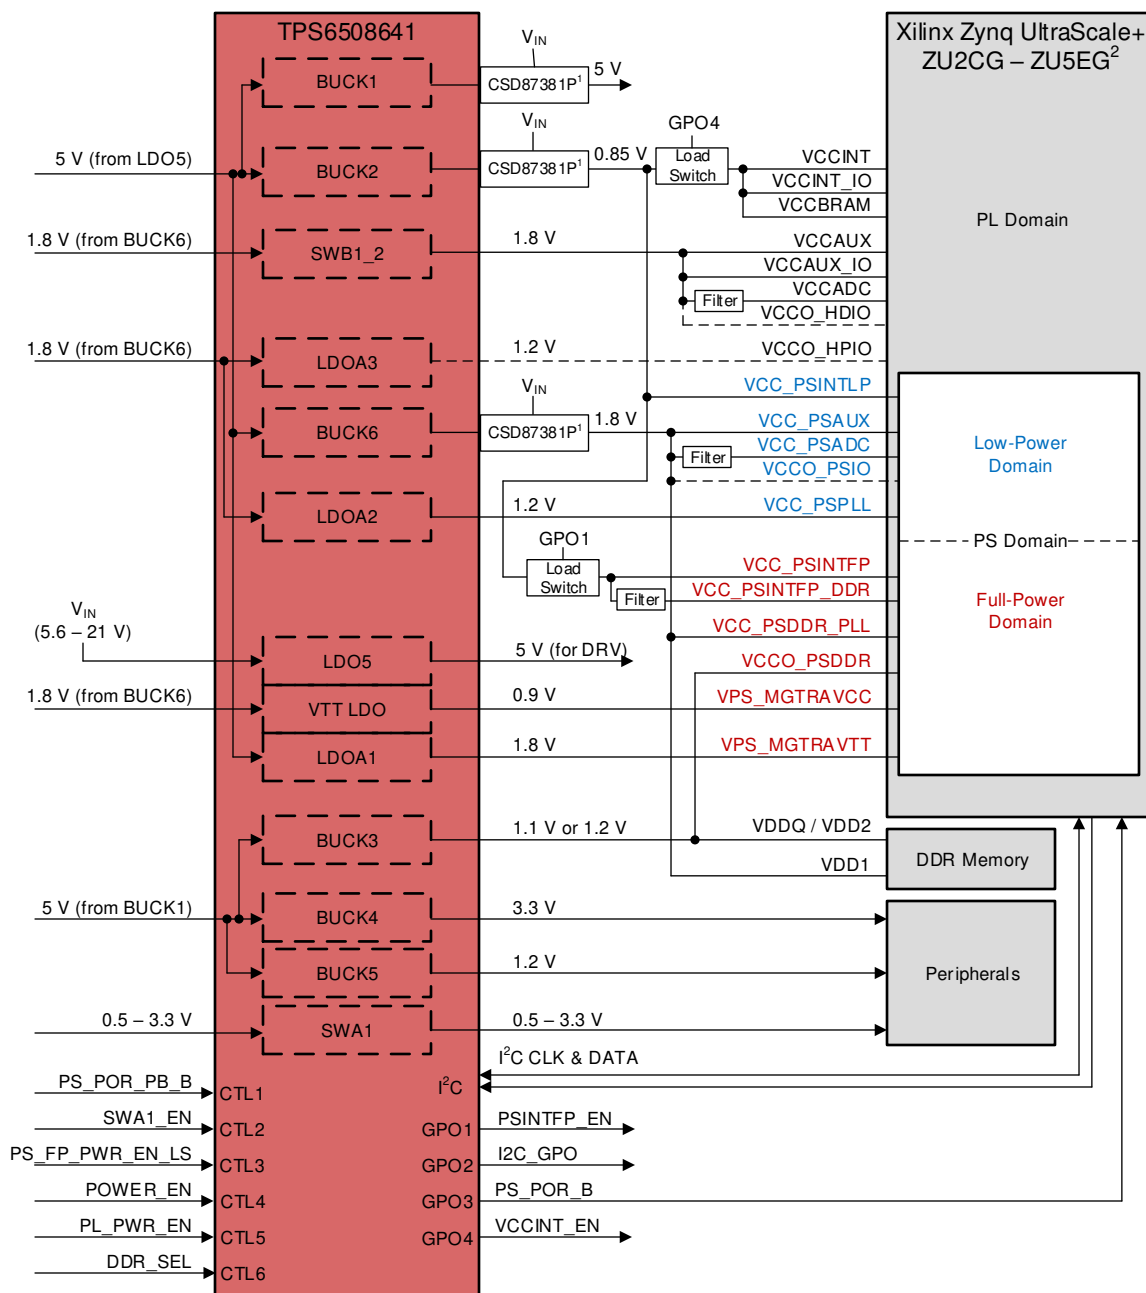 TPS6508641
Xilinx Zynq UltraScale+
ZU2CG – ZU5EG²
V_IN
BUCK1
CSD87381P¹
5 V
V_IN
GPO4
5 V (from LDO5)
BUCK2
CSD87381P¹
0.85 V
Load
Switch
VCCINT
VCCINT_IO
VCCBRAM
PL Domain
1.8 V (from BUCK6)
SWB1_2
1.8 V
VCCAUX
VCCAUX_IO
VCCADC
Filter
VCCO_HDIO
1.8 V (from BUCK6)
LDOA3
1.2 V
VCCO_HPIO
V_IN
VCC_PSINTLP
BUCK6
CSD87381P¹
1.8 V
VCC_PSAUX
VCC_PSADC
Filter
VCCO_PSIO
Low-Power
Domain
LDOA2
1.2 V
VCC_PSPLL
GPO1
PS Domain
Load
Switch
VCC_PSINTFP
VCC_PSINTFP_DDR
Filter
Full-Power
Domain
V_IN
(5.6 – 21 V)
VCC_PSDDR_PLL
LDO5
5 V (for DRV)
VCCO_PSDDR
1.8 V (from BUCK6)
VTT LDO
0.9 V
VPS_MGTRAVCC
LDOA1
1.8 V
VPS_MGTRAVTT
BUCK3
1.1 V or 1.2 V
VDDQ / VDD2
VDD1
DDR Memory
5 V (from BUCK1)
BUCK4
3.3 V
BUCK5
1.2 V
Peripherals
0.5 – 3.3 V
SWA1
0.5 – 3.3 V
I²C CLK & DATA
PS_POR_PB_B
CTL1
I²C
SWA1_EN
CTL2
GPO1
PSINTFP_EN
PS_FP_PWR_EN_LS
CTL3
GPO2
I2C_GPO
POWER_EN
CTL4
GPO3
PS_POR_B
PL_PWR_EN
CTL5
GPO4
VCCINT_EN
DDR_SEL
CTL6